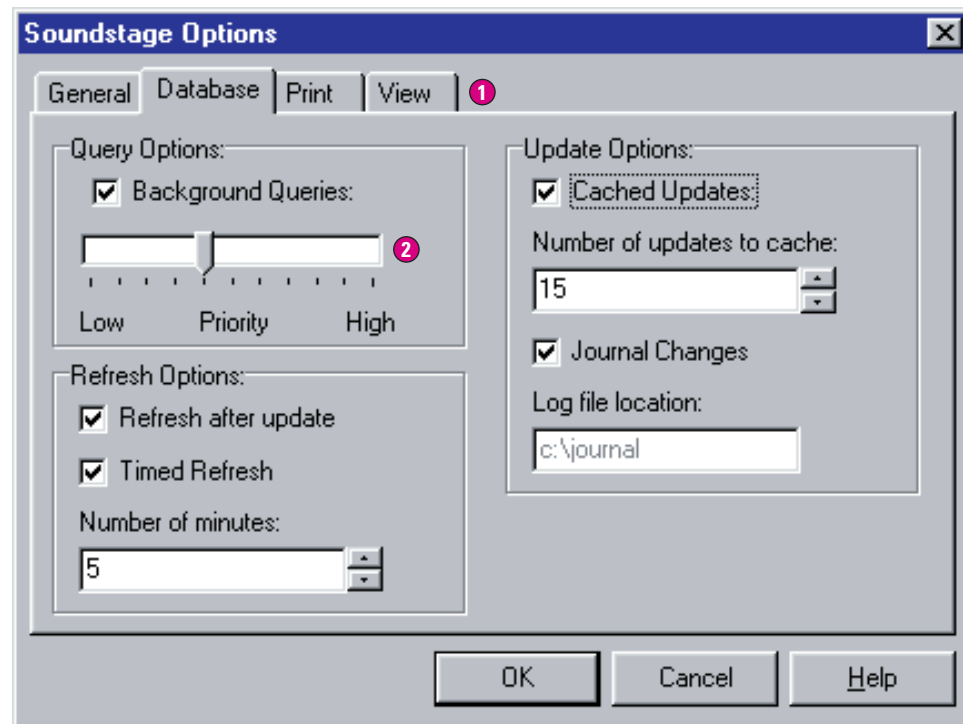 Soundstage Options
General Database Print View 1
Query Options:
Background Queries:
2
Low Priority High
Refresh Options:
Refresh after update
Timed Refresh
Number of minutes:
5
Update Options:
Cached Updates:
Number of updates to cache:
15
Journal Changes
Log file location:
c:\journal
OK Cancel Help